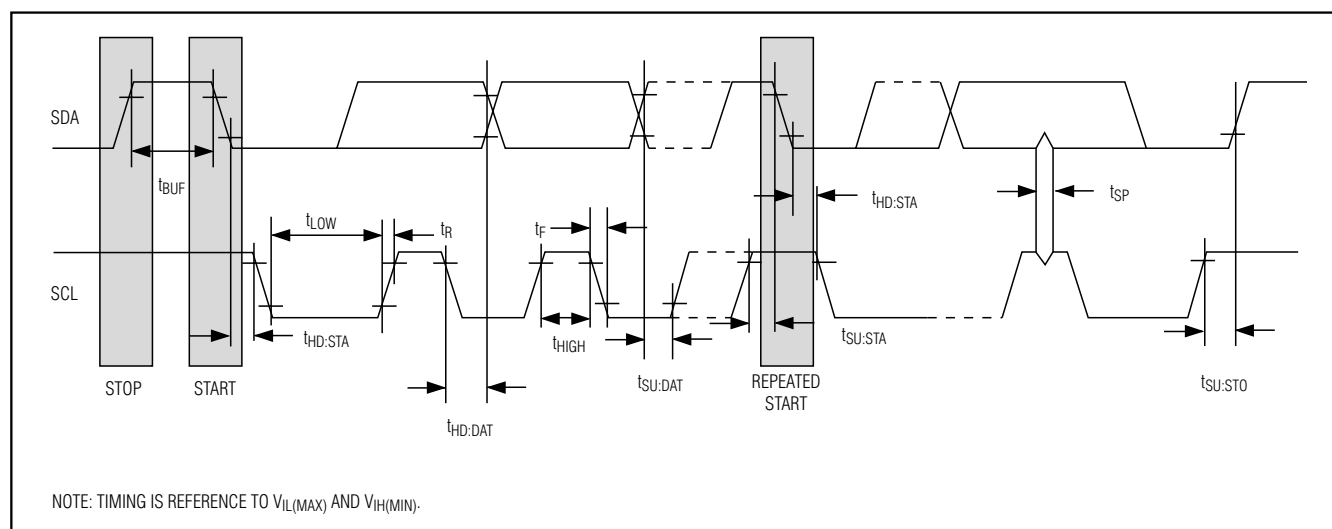 SDA
tBUF
tLOW
tR
tF
tHD:STA
tSP
SCL
tHD:STA
tHIGH
tSU:DAT
tSU:STA
STOP
START
REPEATED
START
tSU:STO
tHD:DAT
NOTE: TIMING IS REFERENCE TO VIL(MAX) AND VIH(MIN).